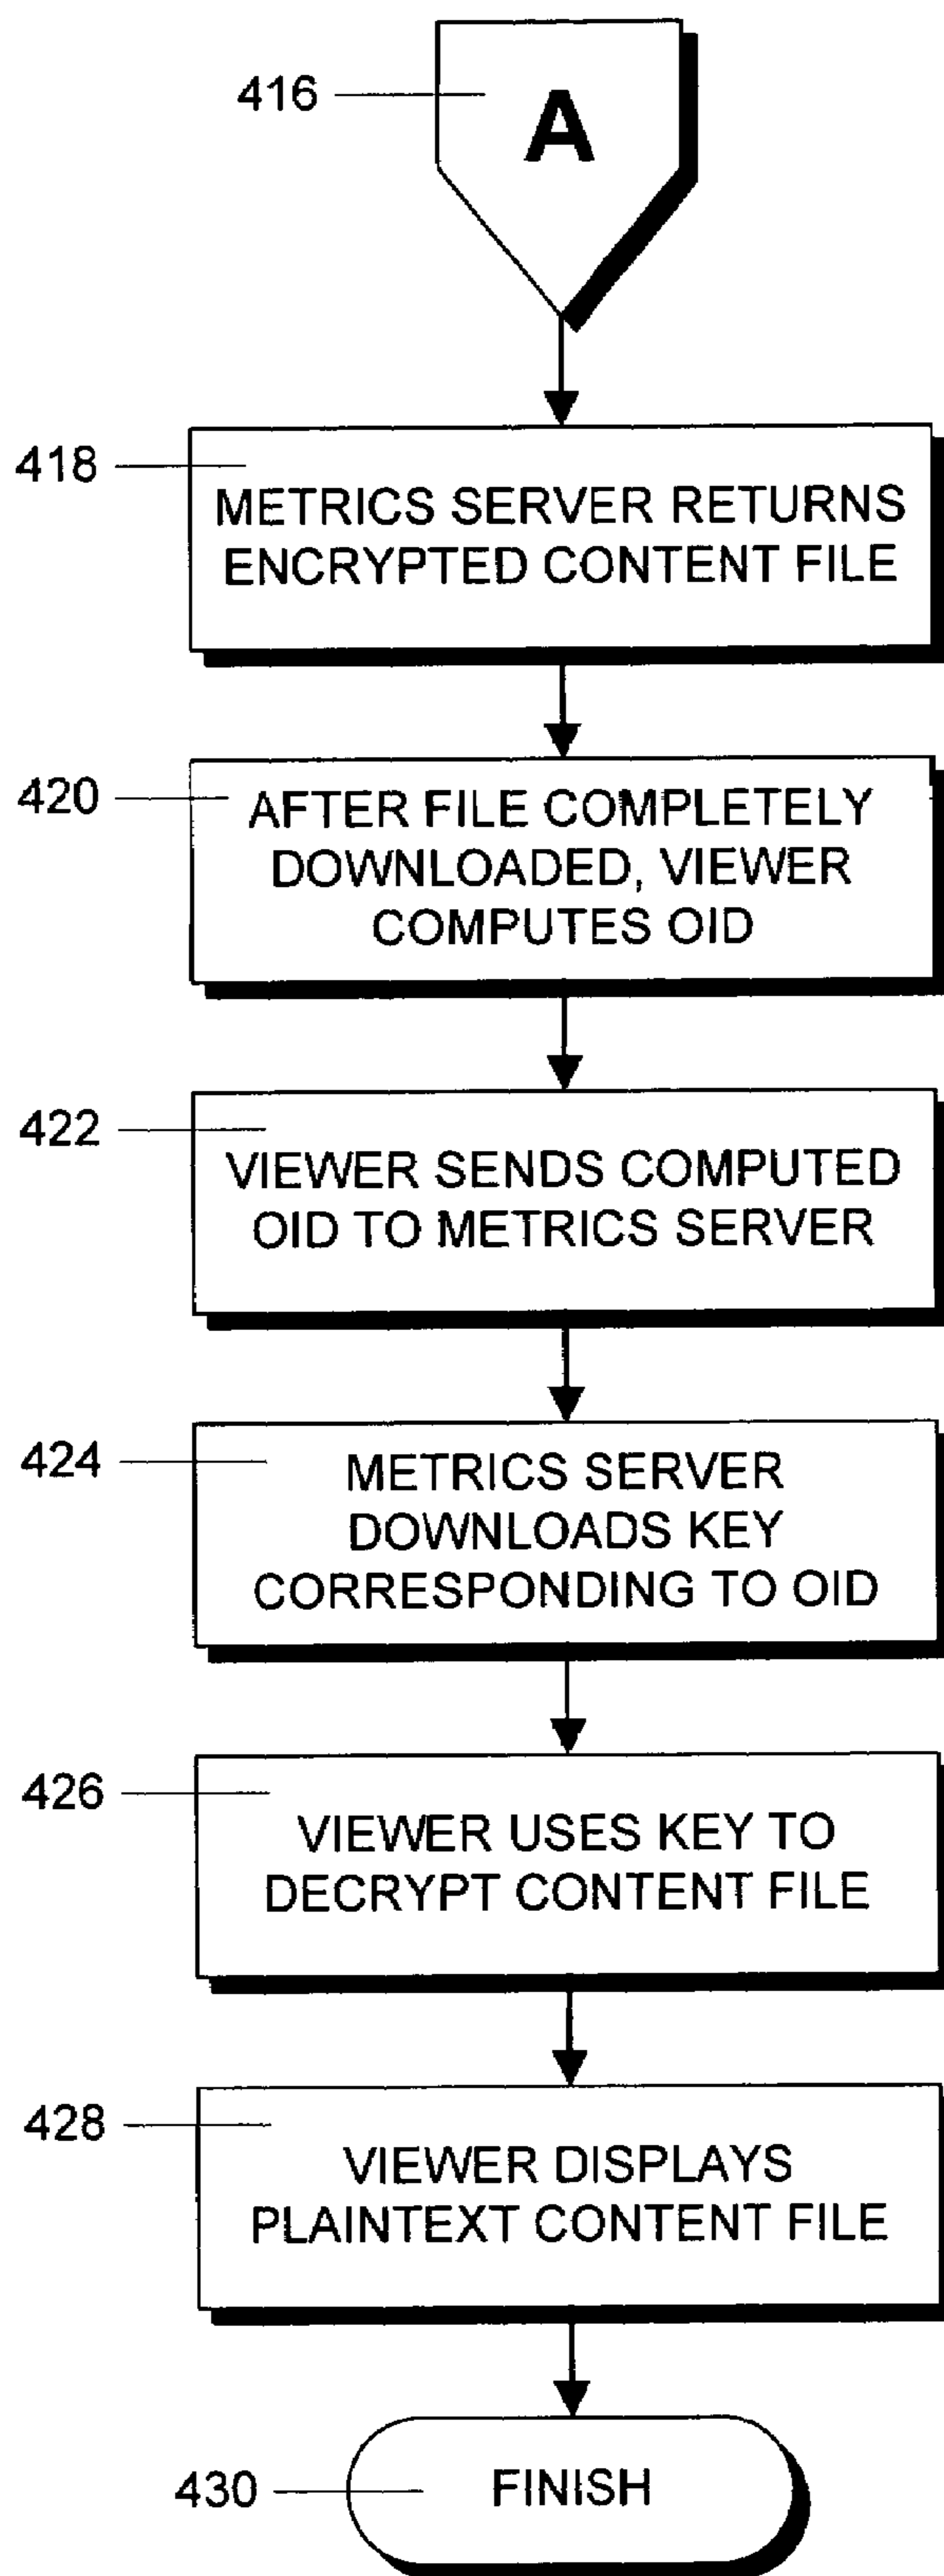 416
A
418
METRICS SERVER RETURNS
ENCRYPTED CONTENT FILE
420
AFTER FILE COMPLETELY
DOWNLOADED, VIEWER
COMPUTES OID
422
VIEWER SENDS COMPUTED
OID TO METRICS SERVER
424
METRICS SERVER
DOWNLOADS KEY
CORRESPONDING TO OID
426
VIEWER USES KEY TO
DECRYPT CONTENT FILE
428
VIEWER DISPLAYS
PLAINTEXT CONTENT FILE
430
FINISH